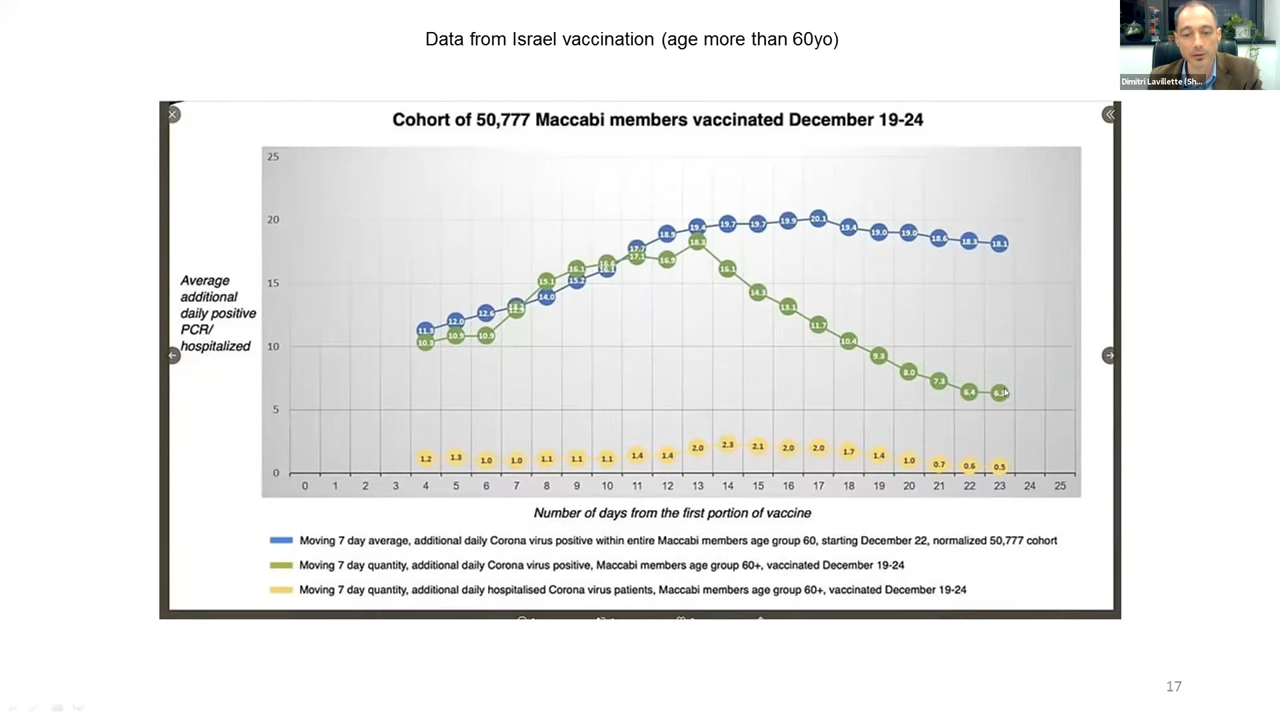 Data from Israel vaccination (age more than 60yo)
Dimitri Lavillette (Sh...
Cohort of 50,777 Maccabi members vaccinated December 19-24
25
20
15
10
5
0
Average
additional
daily positive
PCR/
hospitalized
11.3 12.0 12.6 14.0 15.2 16.1 17.7 18.9 19.4 19.7 19.7 19.9 20.1 19.4 19.0 19.0 18.6 18.3 18.1
10.3 10.9 10.9 15.1 16.1 16.6 17.1 16.9 18.3 16.1 14.3 13.1 11.7 10.4 9.3 8.0 7.3 6.4
1.2 1.3 1.0 1.0 1.1 1.1 1.1 1.4 1.4 2.0 2.3 2.1 2.0 2.0 1.7 1.4 1.0 0.7 0.6 0.5
0 1 2 3 4 5 6 7 8 9 10 11 12 13 14 15 16 17 18 19 20 21 22 23 24 25
Number of days from the first portion of vaccine
Moving 7 day average, additional daily Corona virus positive within entire Maccabi members age group 60, starting December 22, normalized 50,777 cohort
Moving 7 day quantity, additional daily Corona virus positive, Maccabi members age group 60+, vaccinated December 19-24
Moving 7 day quantity, additional daily hospitalised Corona virus patients, Maccabi members age group 60+, vaccinated December 19-24
17